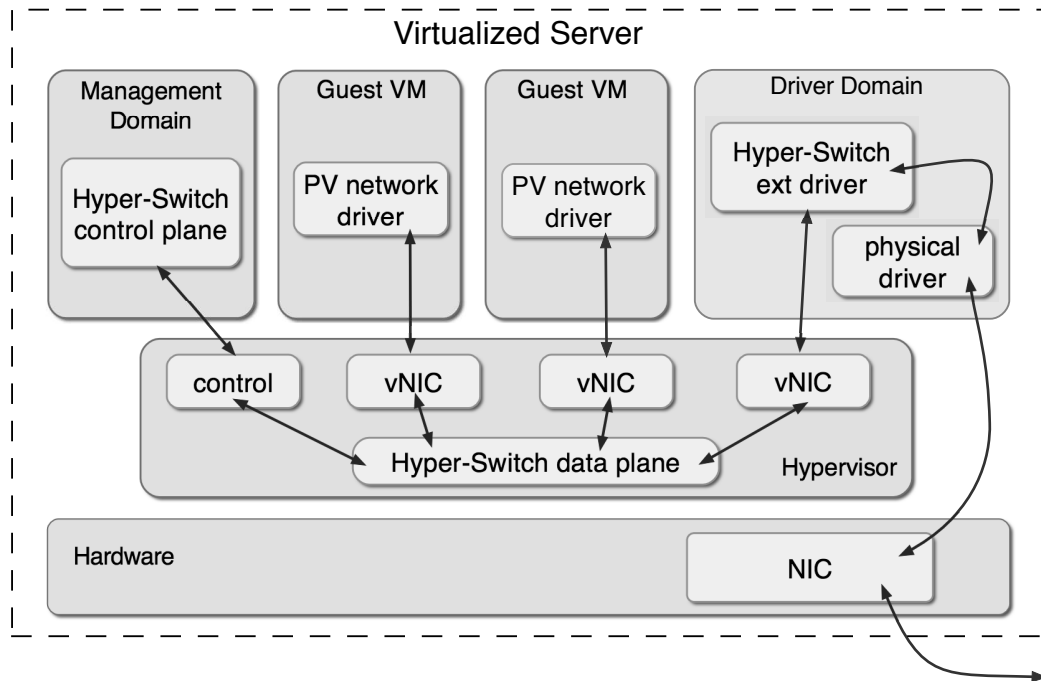 Virtualized Server
Management
Domain
Hyper-Switch
control plane
Guest VM
PV network
driver
Guest VM
PV network
driver
Driver Domain
Hyper-Switch
ext driver
physical
driver
control
vNIC
vNIC
vNIC
Hyper-Switch data plane
Hypervisor
Hardware
NIC